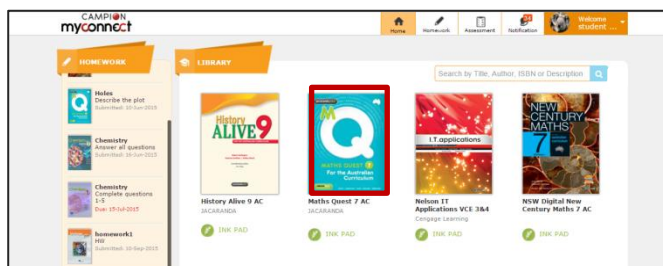 CAMPION
myconnect
Home
Homework
Assessment
Notification
Welcome
student ...
HOMEWORK
LIBRARY
Search by Title, Author, ISBN or Description
Holes
Describe the plot
Submitted: 10-Jun-2015
Chemistry
Answer all questions
Submitted: 16-Jun-2015
Chemistry
Complete questions
1-5
Due: 15-Jul-2015
homework1
HW
Submitted: 10-Sep-2015
History
ALIVE 9
MATHS QUEST 7
For the Australian
Curriculum
I.T.applications
NEW
CENTURY
MATHS
7
History Alive 9 AC
JACARANDA
INK PAD
Maths Quest 7 AC
JACARANDA
INK PAD
Nelson IT
Applications VCE 3&4
Cengage Learning
INK PAD
NSW Digital New
Century Maths 7 AC
INK PAD